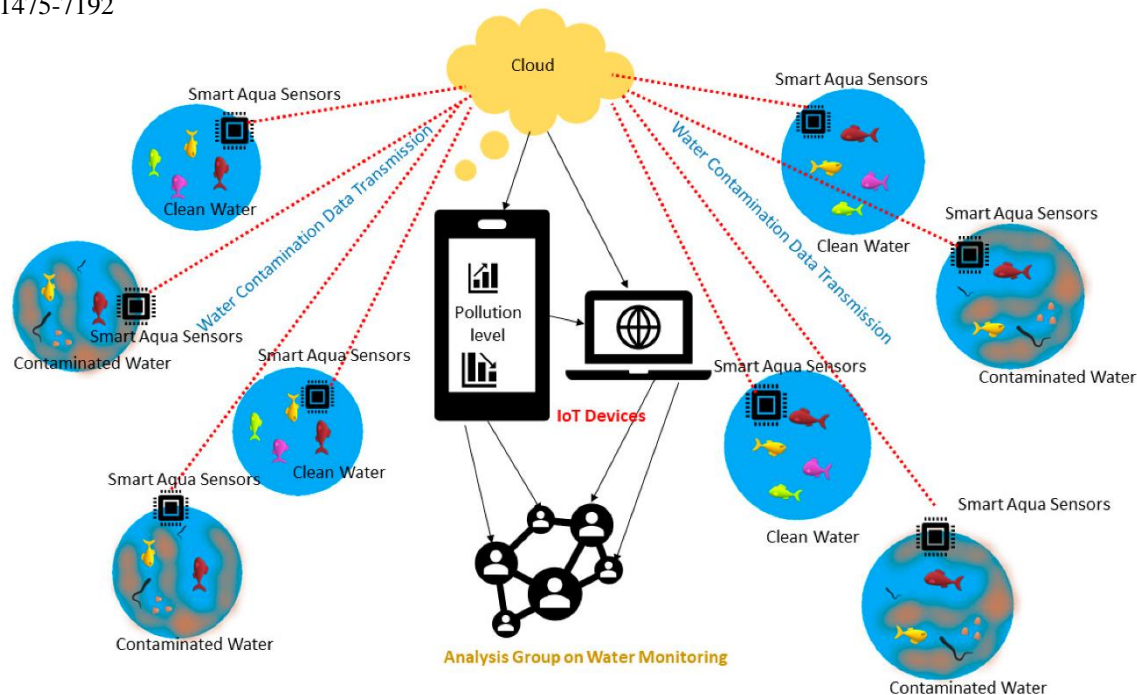 1475-7192
Cloud
Smart Aqua Sensors
Clean Water
Smart Aqua Sensors
Contaminated Water
Water Contamination Data Transmission
Smart Aqua Sensors
Clean Water
Smart Aqua Sensors
Contaminated Water
Pollution
level
IoT Devices
Analysis Group on Water Monitoring
Smart Aqua Sensors
Clean Water
Water Contamination Data Transmission
Smart Aqua Sensors
Contaminated Water
Smart Aqua Sensors
Clean Water
Smart Aqua Sensors
Contaminated Water